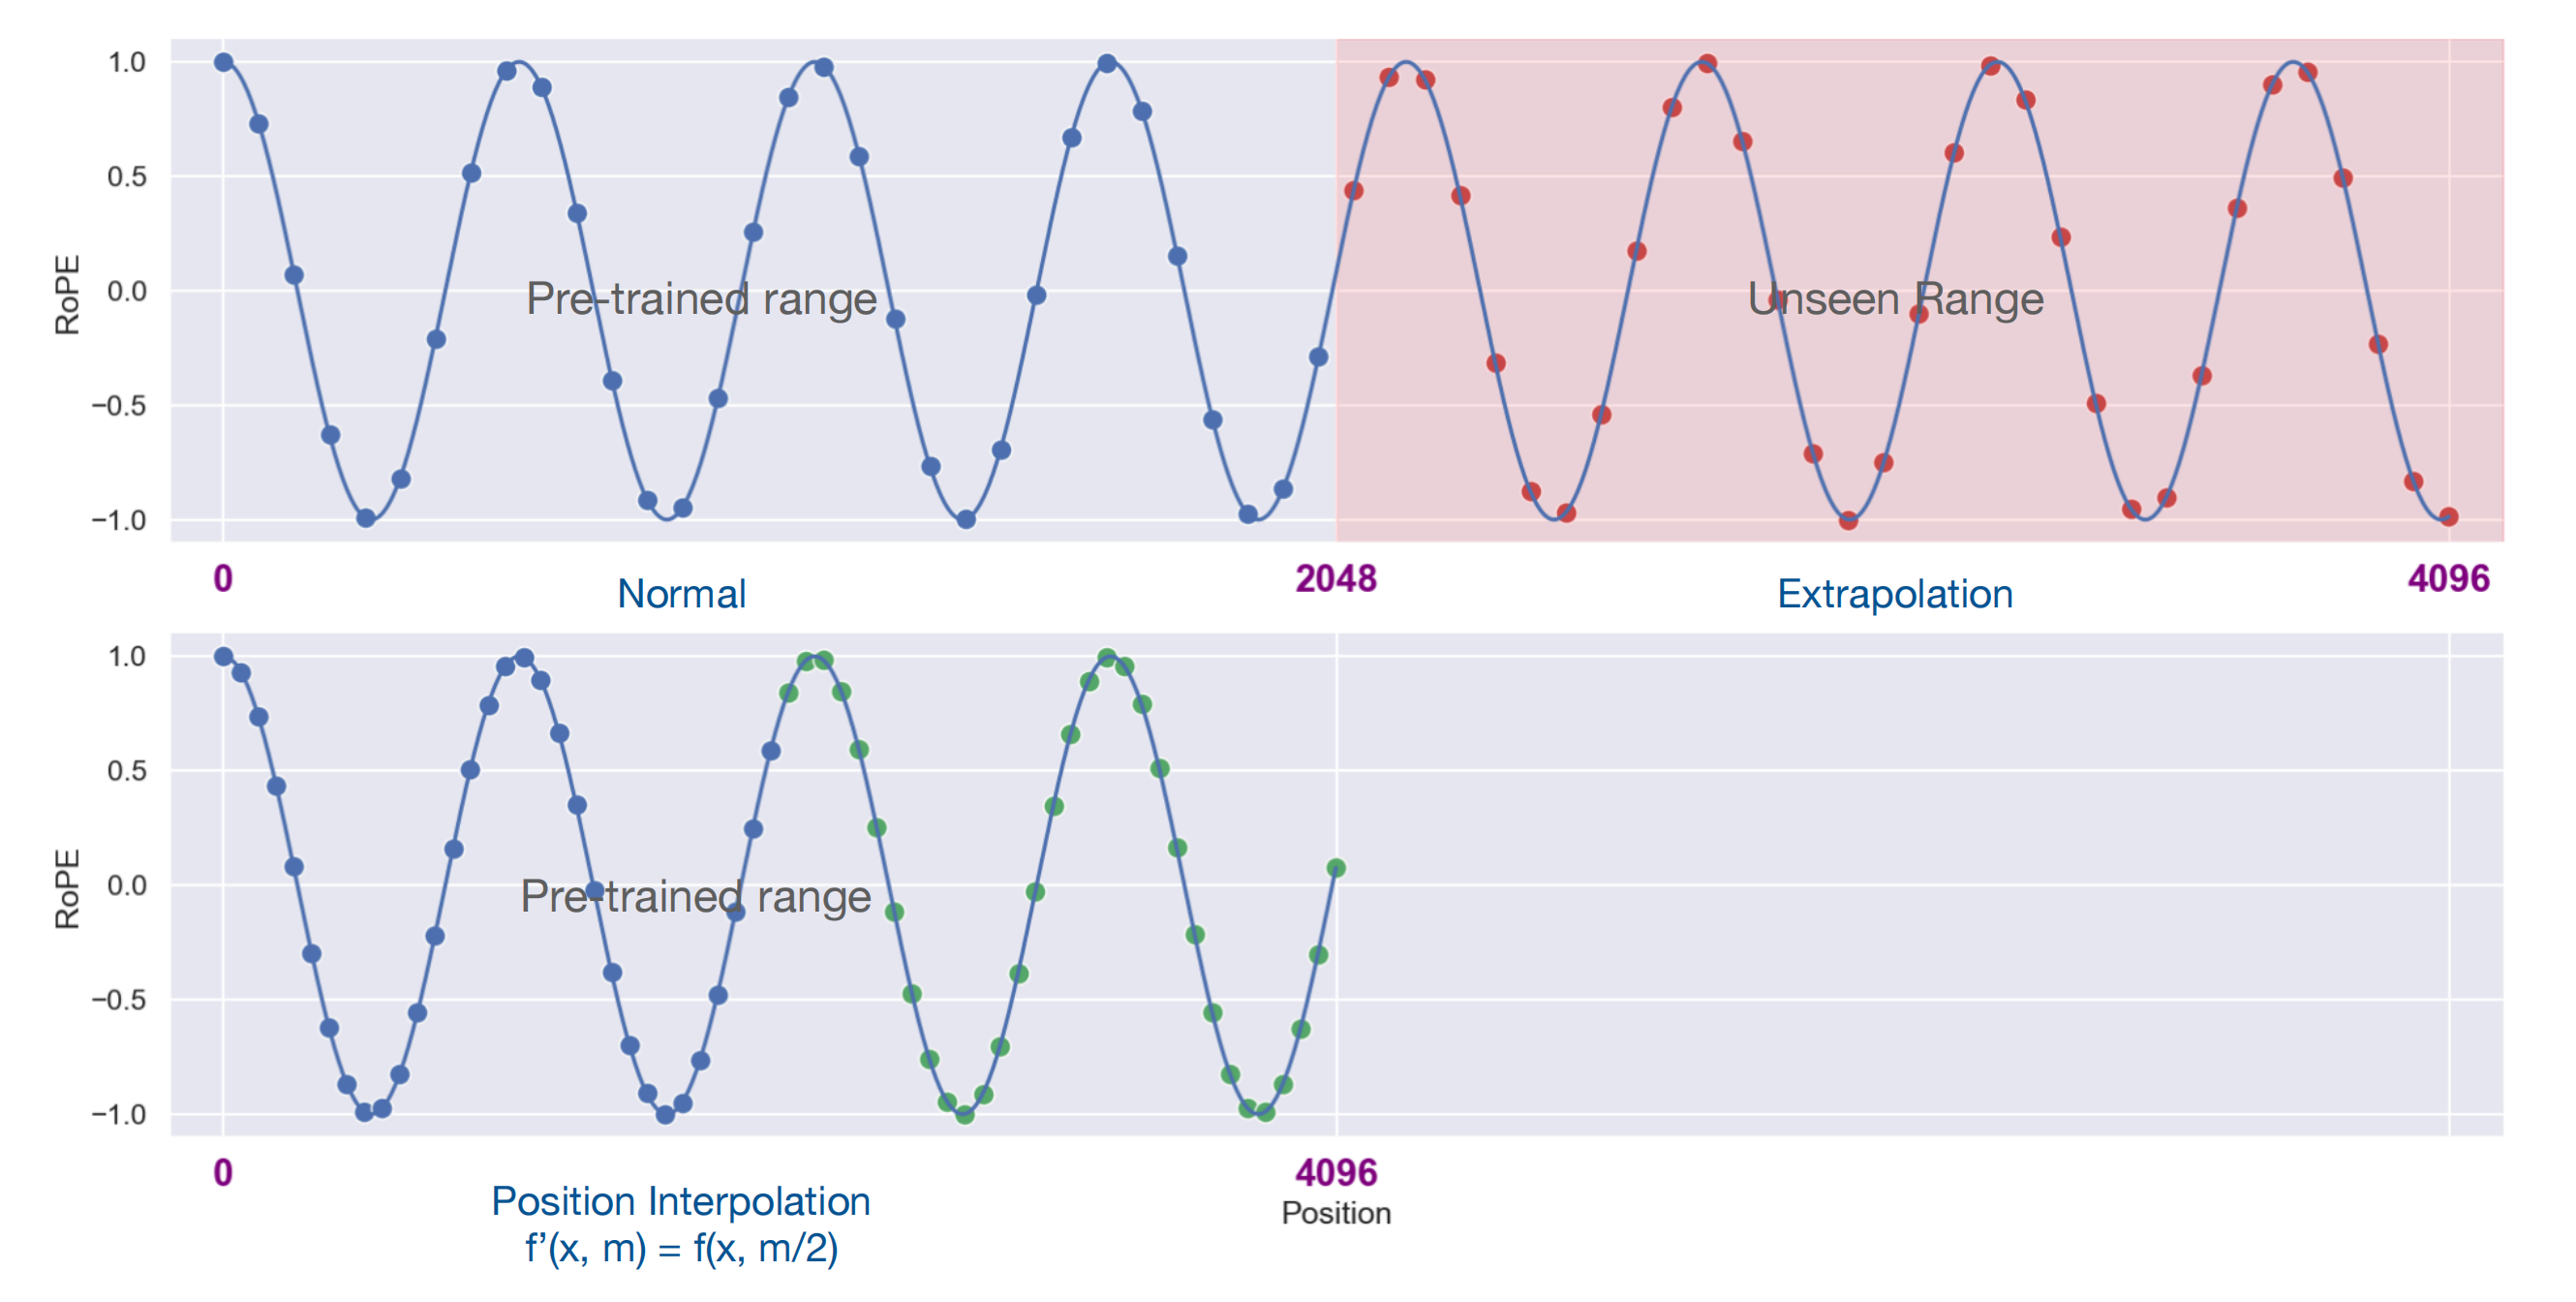 1.0
0.5
0.0
−0.5
−1.0
RoPE
Pre-trained range
Unseen Range
0
2048
4096
Normal
Extrapolation
1.0
0.5
0.0
−0.5
−1.0
RoPE
Pre-trained range
0
4096
Position
Position Interpolation
f’(x, m) = f(x, m/2)